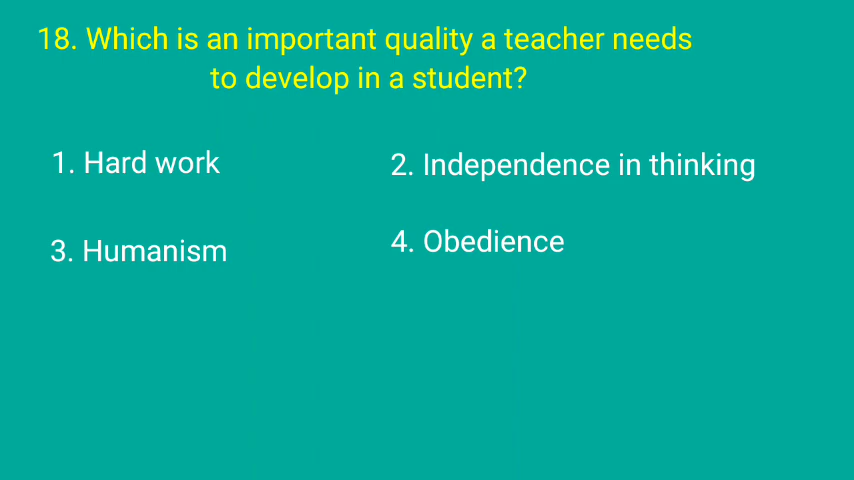 18. Which is an important quality a teacher needs
to develop in a student?
1. Hard work
2. Independence in thinking
3. Humanism
4. Obedience